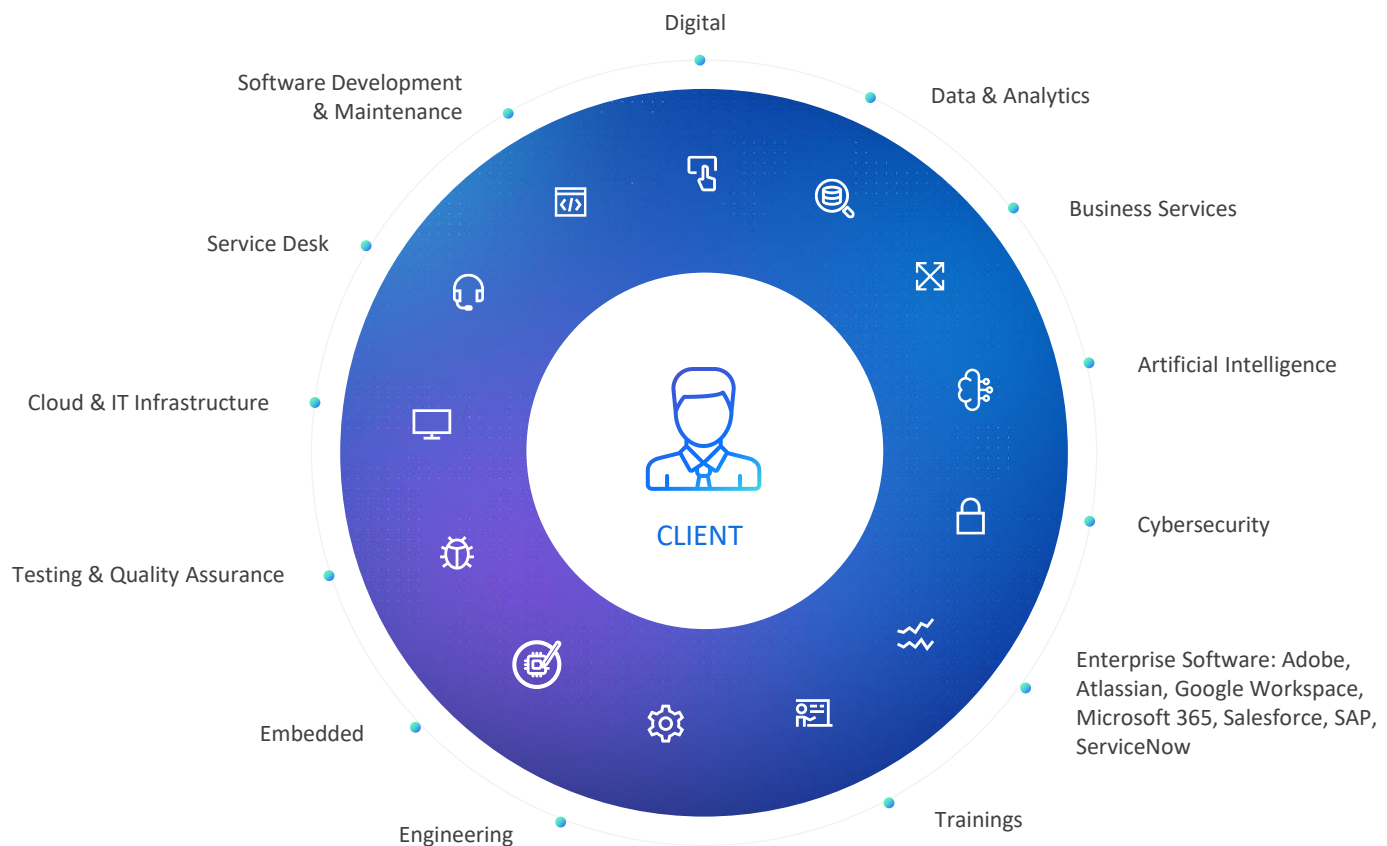 Digital
Software Development
& Maintenance
Data & Analytics
Business Services
Service Desk
Artificial Intelligence
Cloud & IT Infrastructure
CLIENT
Cybersecurity
Testing & Quality Assurance
Enterprise Software: Adobe,
Atlassian, Google Workspace,
Microsoft 365, Salesforce, SAP,
ServiceNow
Embedded
Trainings
Engineering